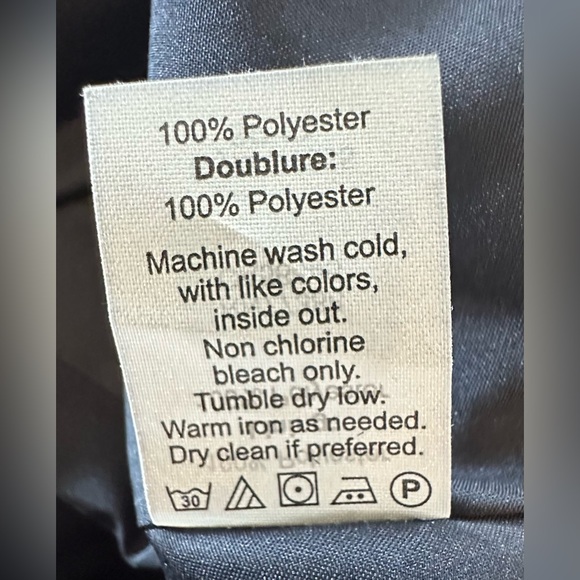 100% Polyester
Doublure:
100% Polyester
Machine wash cold,
with like colors,
inside out.
Non chlorine
bleach only.
Tumble dry low.
Warm iron as needed.
Dry clean if preferred.
30 P